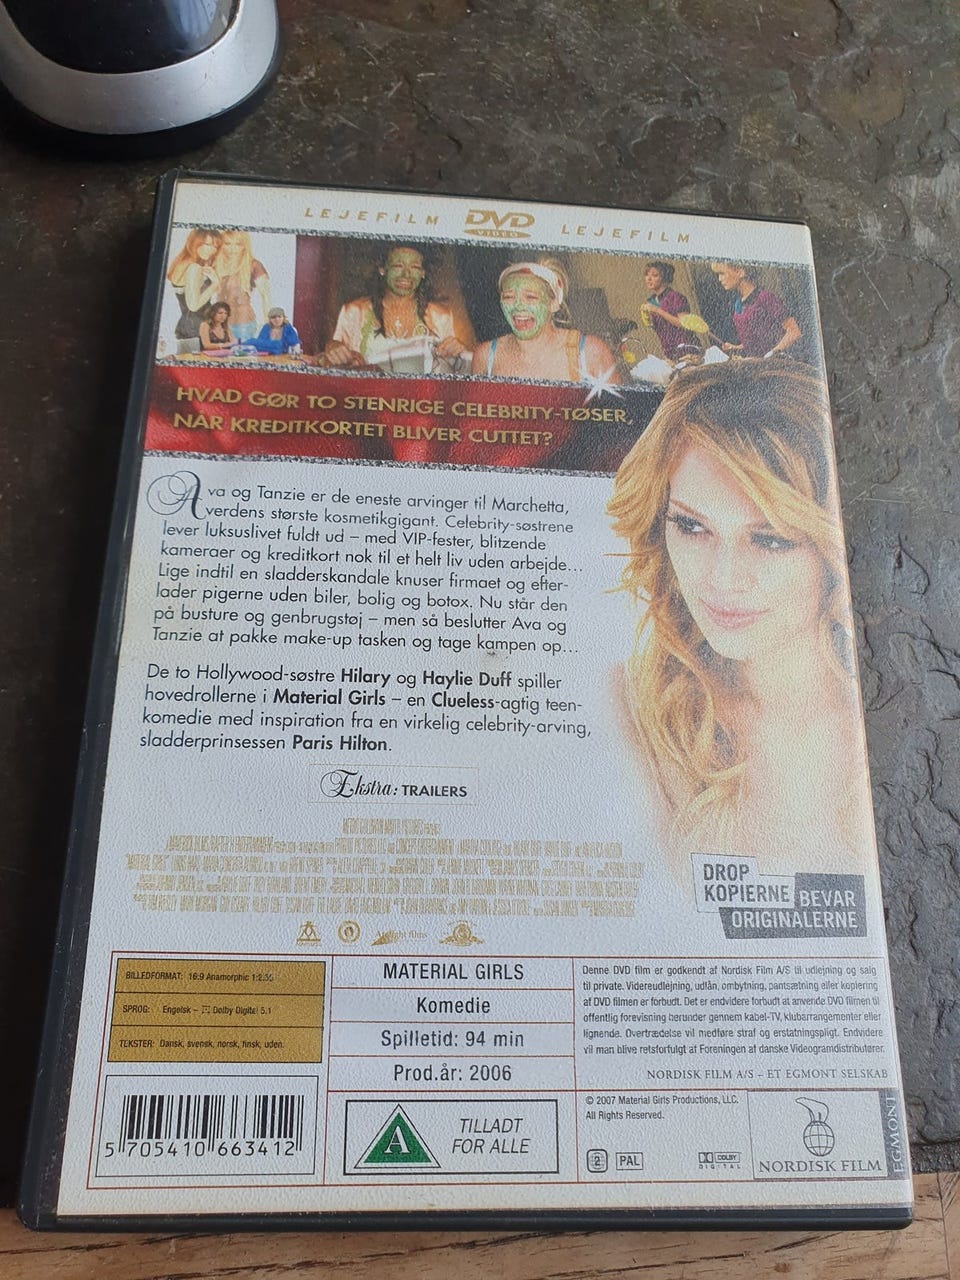 LEJEFILM DVD VIDEO LEJEFILM
HVAD GØR TO STENRIGE CELEBRITY-TØSER,
NÅR KREDITKORTET BLIVER CUTTET?
Ava og Tanzie er de eneste arvinger til Marchetta,
verdens største kosmetikgigant. Celebrity-søstrene
lever luksuslivet fuldt ud – med VIP-fester, blitzende
kameraer og kreditkort nok til et helt liv uden arbejde...
Lige indtil en sladderskandale knuser firmaet og efter-
lader pigerne uden biler, bolig og botox. Nu står den
på busture og genbrugstøj – men så beslutter Ava og
Tanzie at pakke make-up tasken og tage kampen op...
De to Hollywood-søstre Hilary og Haylie Duff spiller
hovedrollerne i Material Girls – en Clueless-agtig teen-
komedie med inspiration fra en virkelig celebrity-arving,
sladderprinsessen Paris Hilton.
Ekstra: TRAILERS
DROP
KOPIERNE BEVAR
ORIGINALERNE
BILLEDFORMAT: 16:9 Anamorphic 1:2.35
SPROG: Engelsk – Dolby Digital 5.1
TEKSTER: Dansk, svensk, norsk, finsk, uden.
MATERIAL GIRLS
Komedie
Spilletid: 94 min
Prod.år: 2006
Denne DVD film er godkendt af Nordisk Film A/S til udlejning og salg
til private. Videreudlejning, udlån, ombytning, pantsætning eller kopiering
af DVD filmen er forbudt. Det er endvidere forbudt at anvende DVD filmen til
offentlig forevisning herunder gennem kabel-TV, klubarrangementer eller
lignende. Overtrædelse vil medføre straf og erstatningspligt. Endvidere
vil man blive retsforfulgt af Foreningen af danske Videogramdistributører.
NORDISK FILM A/S – ET EGMONT SELSKAB
5 705410 663412
A TILLADT
FOR ALLE
© 2007 Material Girls Productions, LLC.
All Rights Reserved.
2 PAL DOLBY
DIGITAL
NORDISK FILM
EGMONT